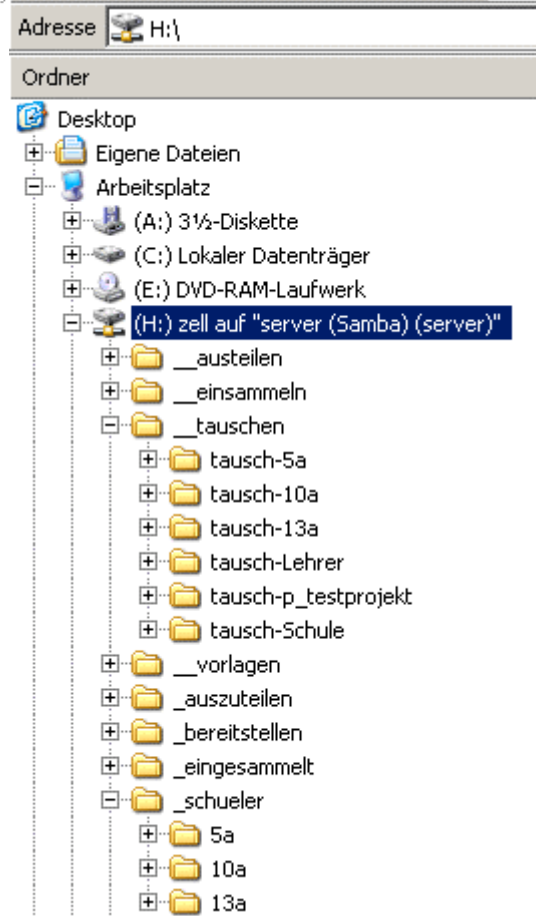 Adresse H:\
Ordner
Desktop
Eigene Dateien
Arbeitsplatz
(A:) 3½-Diskette
(C:) Lokaler Datenträger
(E:) DVD-RAM-Laufwerk
(H:) zell auf "server (Samba) (server)"
__austeilen
__einsammeln
__tauschen
tausch-5a
tausch-10a
tausch-13a
tausch-Lehrer
tausch-p_testprojekt
tausch-Schule
__vorlagen
_auszuteilen
_bereitstellen
_eingesammelt
_schueler
5a
10a
13a